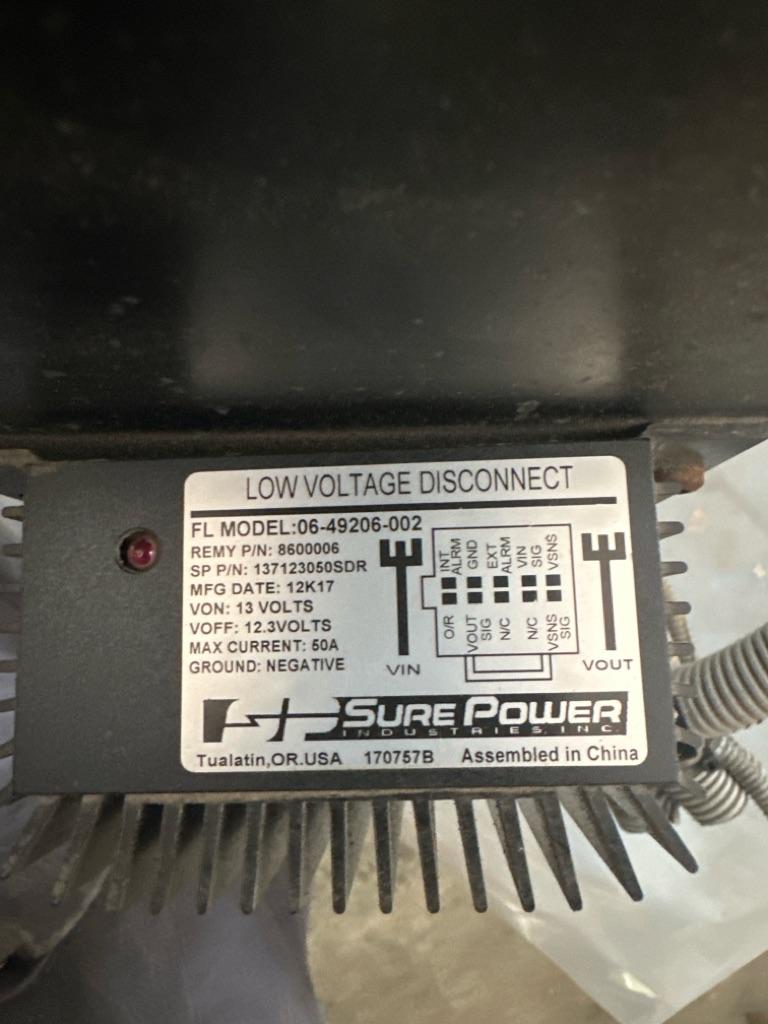 LOW VOLTAGE DISCONNECT
FL MODEL:06-49206-002
REMY P/N: 8600006
SP P/N: 137123050SDR
MFG DATE: 12K17
VON: 13 VOLTS
VOFF: 12.3VOLTS
MAX CURRENT: 50A
GROUND: NEGATIVE
VIN
INT ALRM
GND
EXT ALRM
VIN SIG
VSNS
O/R
VOUT SIG
N/C
N/C
VSNS SIG
VOUT
SURE POWER
INDUSTRIES, INC.
Tualatin,OR.USA 170757B Assembled in China